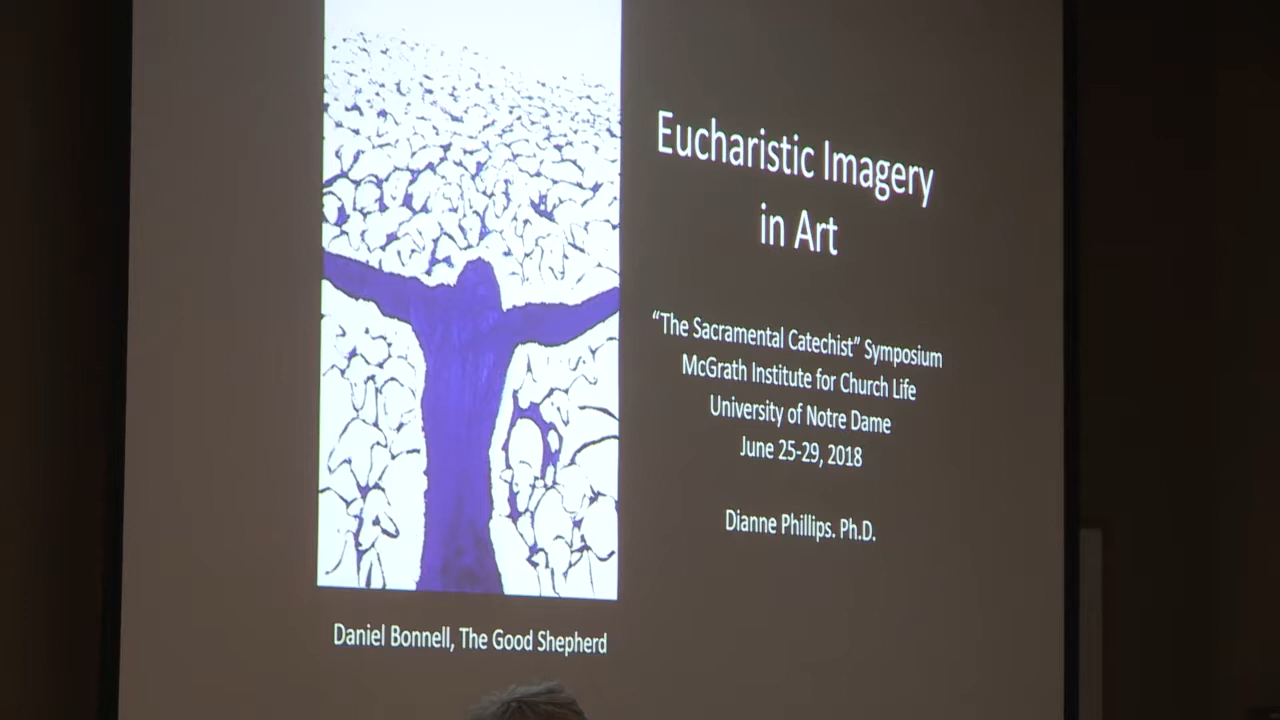 Eucharistic Imagery
in Art
“The Sacramental Catechist” Symposium
McGrath Institute for Church Life
University of Notre Dame
June 25-29, 2018
Dianne Phillips. Ph.D.
Daniel Bonnell, The Good Shepherd